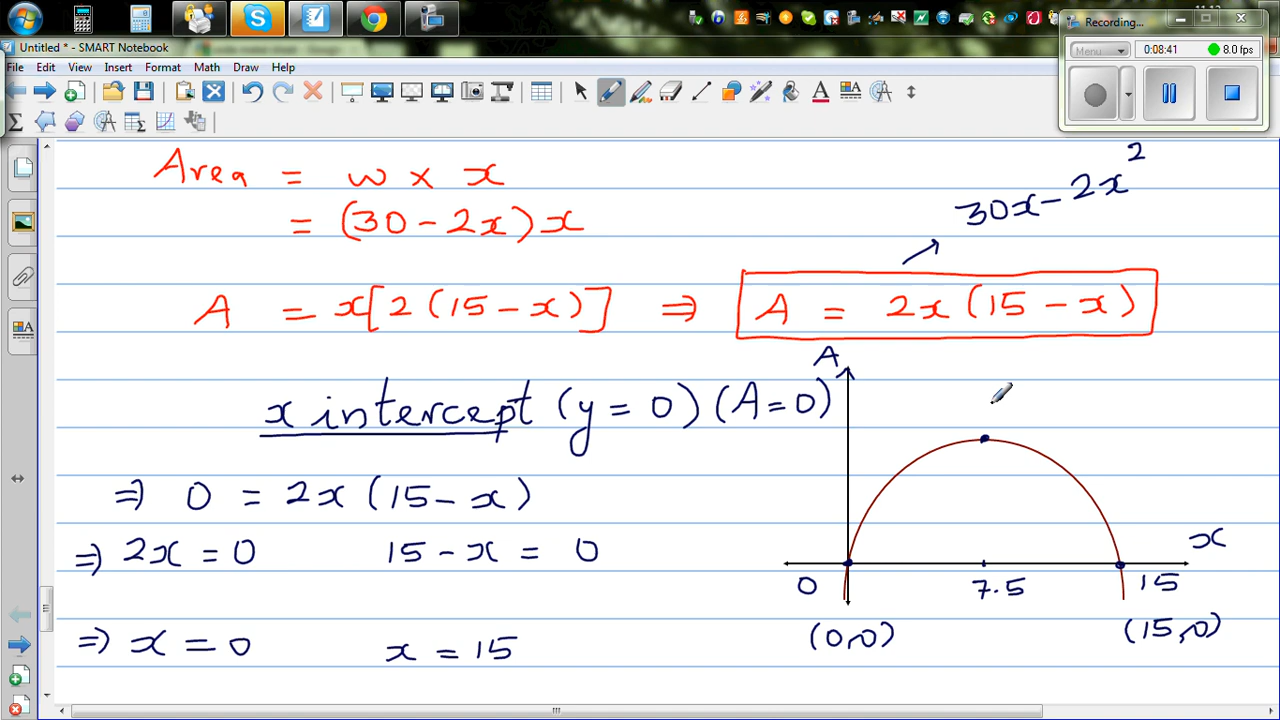 Untitled * - SMART Notebook
Recording...
Menu
0:08:41
8.0 fps
File Edit View Insert Format Math Draw Help
Area = w × x
= (30 - 2x)x
30x - 2x²
A = x[2(15 - x)] ⇒ A = 2x(15 - x)
x intercept (y = 0) (A = 0)
A
⇒ 0 = 2x(15 - x)
⇒ 2x = 0 15 - x = 0
x
0 7.5 15
⇒ x = 0 x = 15
(0,0) (15,0)